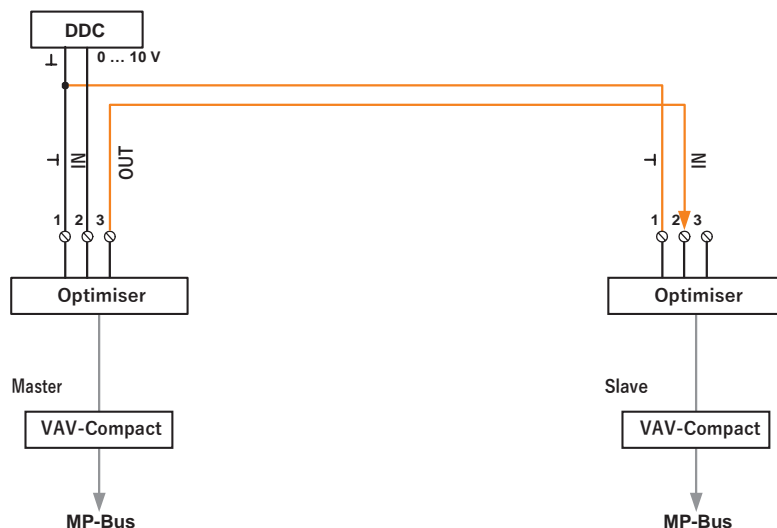 DDC
⊥ 0 ... 10 V
⊥ IN OUT
⊥ IN
1 2 3
1 2 3
Optimiser
Optimiser
Master
Slave
VAV-Compact
VAV-Compact
MP-Bus
MP-Bus